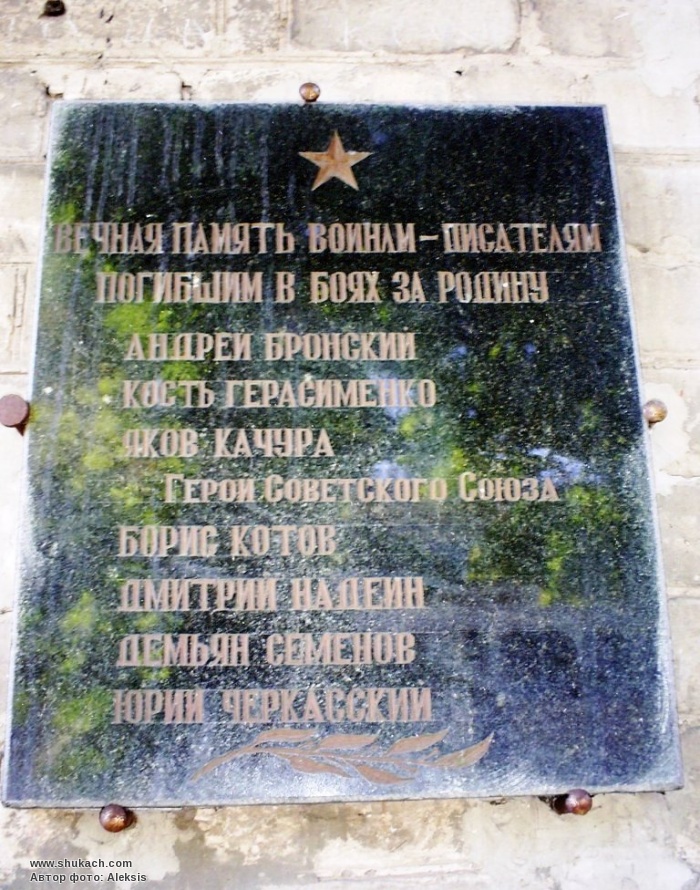 ВЕЧНАЯ ПАМЯТЬ ВОИНАМ – ПИСАТЕЛЯМ
ПОГИБШИМ В БОЯХ ЗА РОДИНУ
АНДРЕЙ БРОНСКИЙ
КОСТЬ ГЕРАСИМЕНКО
ЯКОВ КАЧУРА
ГЕРОЙ СОВЕТСКОГО СОЮЗА
БОРИС КОТОВ
ДМИТРИЙ НАДЕИН
ДЕМЬЯН СЕМЕНОВ
ЮРИЙ ЧЕРКАССКИЙ
www.shukach.com
Автор фото: Aleksis